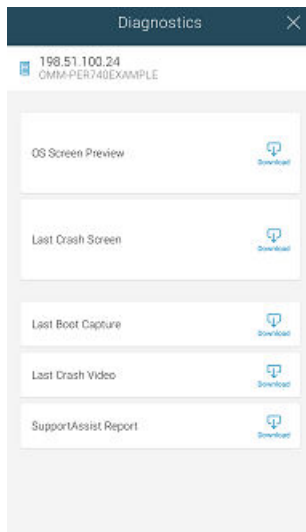 Diagnostics
198.51.100.24
OMM-PER740EXAMPLE
OS Screen Preview
Download
Last Crash Screen
Download
Last Boot Capture
Download
Last Crash Video
Download
SupportAssist Report
Download